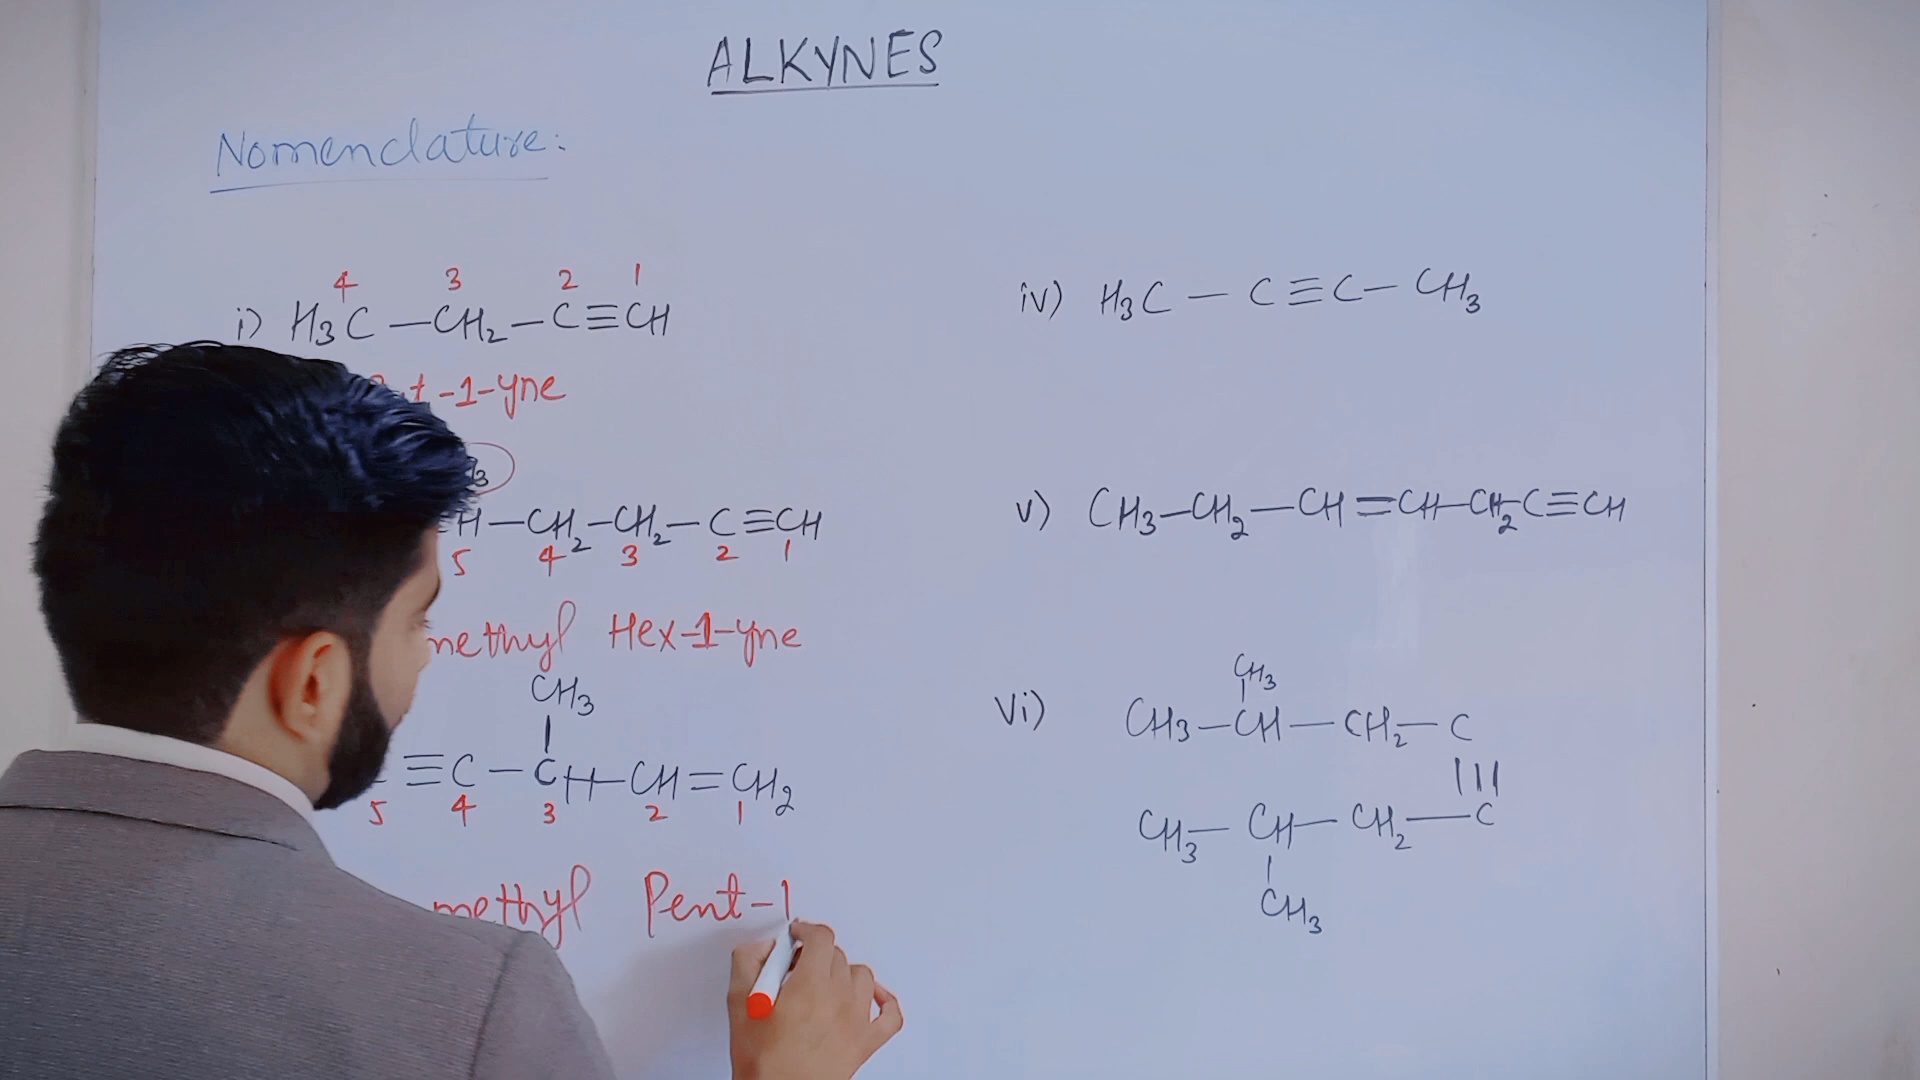 ALKYNES
Nomenclature:
4 3 2 1
i) H₃C—CH₂—C≡CH
-1-yne
H—CH₂—CH₂—C≡CH
5 4 3 2 1
methyl Hex-1-yne
CH₃
≡C—CH—CH=CH₂
5 4 3 2 1
methyl Pent-1
iv) H₃C—C≡C—CH₃
v) CH₃—CH₂—CH=CH—CH₂C≡CH
CH₃
vi) CH₃—CH—CH₂—C
|||
CH₃—CH—CH₂—C
CH₃